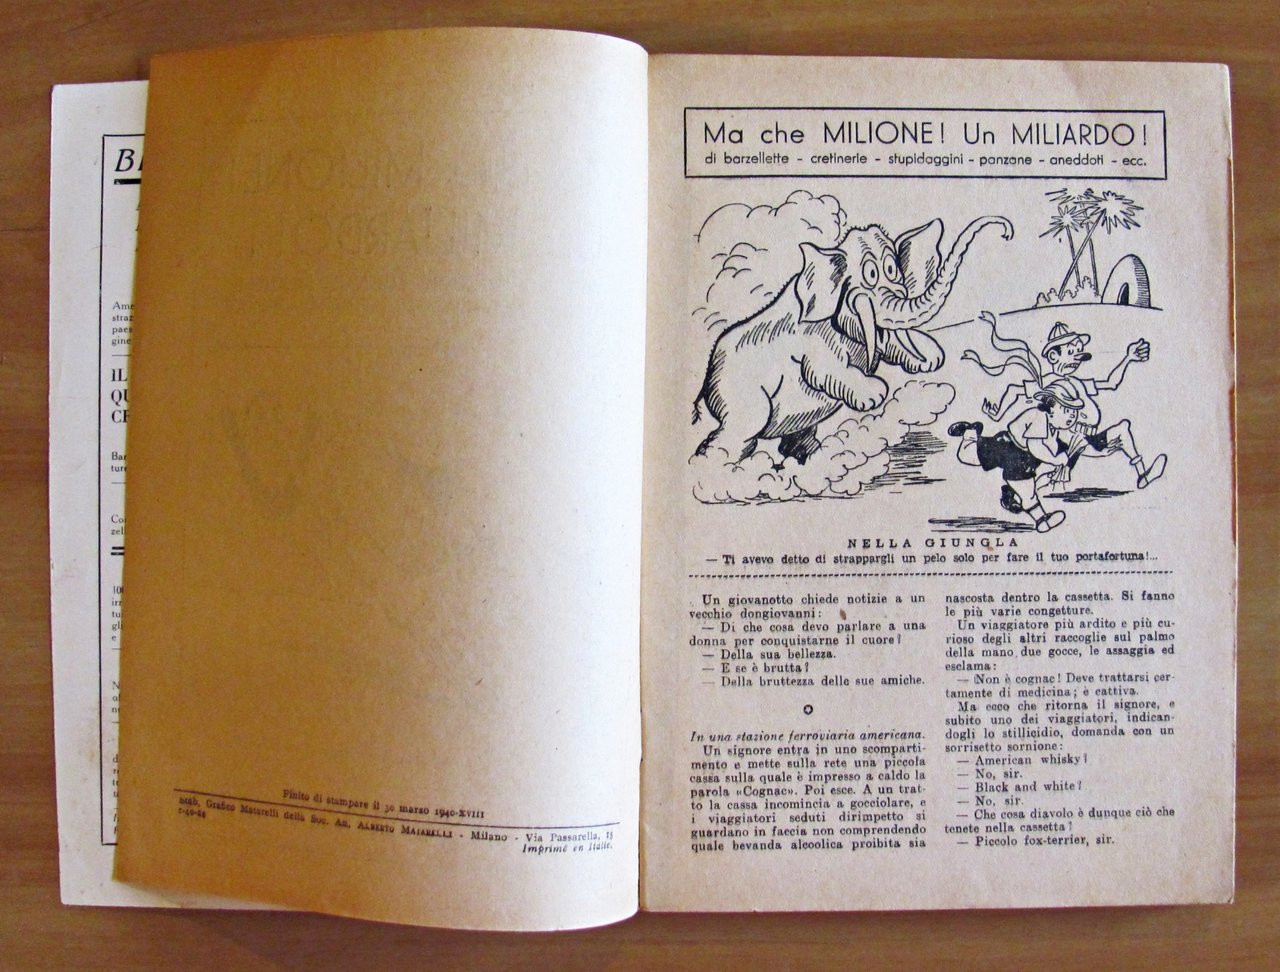 Ame
straz
paes
gine
IL
QU
CR
Bar
ture
Finito di stampare il 30 marzo 1940-XVIII
Stab. Grafico Matarelli della Soc. An. ALBERTO MATARELLI - Milano - Via Passarella, 15
Imprimé en Italie.
Ma che MILIONE! Un MILIARDO!
di barzellette - cretinerie - stupidaggini - panzane - aneddoti - ecc.
NELLA GIUNGLA
— Ti avevo detto di strappargli un pelo solo per fare il tuo portafortuna!...
Un giovanotto chiede notizie a un
vecchio dongiovanni:
— Di che cosa devo parlare a una
donna per conquistarne il cuore?
— Della sua bellezza.
— E se è brutta?
— Della bruttezza delle sue amiche.
In una stazione ferroviaria americana.
Un signore entra in uno scomparti-
mento e mette sulla rete una piccola
cassa sulla quale è impresso a caldo la
parola «Cognac». Poi esce. A un trat-
to la cassa incomincia a gocciolare, e
i viaggiatori seduti dirimpetto si
guardano in faccia non comprendendo
quale bevanda alcoolica proibita sia
nascosta dentro la cassetta. Si fanno
le più varie congetture.
Un viaggiatore più ardito e più cu-
rioso degli altri raccoglie sul palmo
della mano due gocce, le assaggia ed
esclama:
— Non è cognac! Deve trattarsi cer-
tamente di medicina; è cattiva.
Ma ecco che ritorna il signore, e
subito uno dei viaggiatori, indican-
dogli lo stillicidio, domanda con un
sorrisetto sornione:
— American whisky?
— No, sir.
— Black and white?
— No, sir.
— Che cosa diavolo è dunque ciò che
tenete nella cassetta?
— Piccolo fox-terrier, sir.